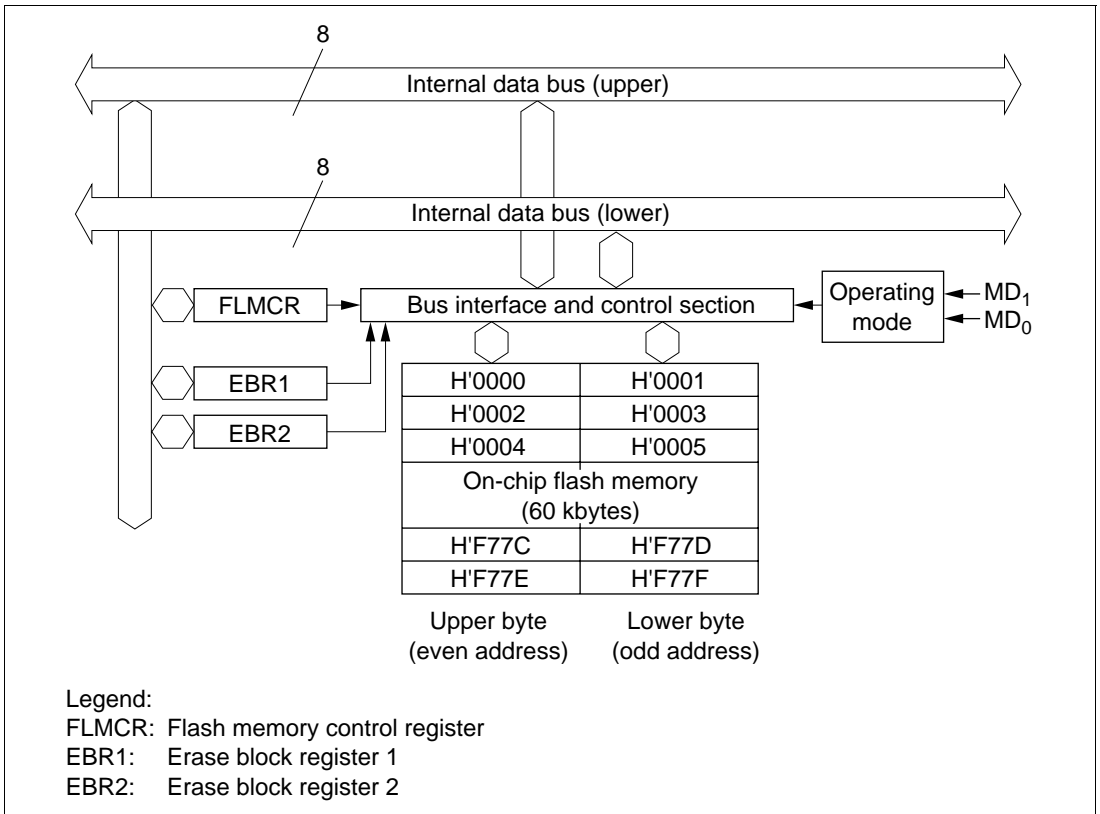 8
Internal data bus (upper)
8
Internal data bus (lower)
FLMCR
Bus interface and control section
Operating
mode
MD1
MD0
EBR1
EBR2
H'0000 H'0001
H'0002 H'0003
H'0004 H'0005
On-chip flash memory
(60 kbytes)
H'F77C H'F77D
H'F77E H'F77F
Upper byte
(even address)
Lower byte
(odd address)
Legend:
FLMCR: Flash memory control register
EBR1: Erase block register 1
EBR2: Erase block register 2